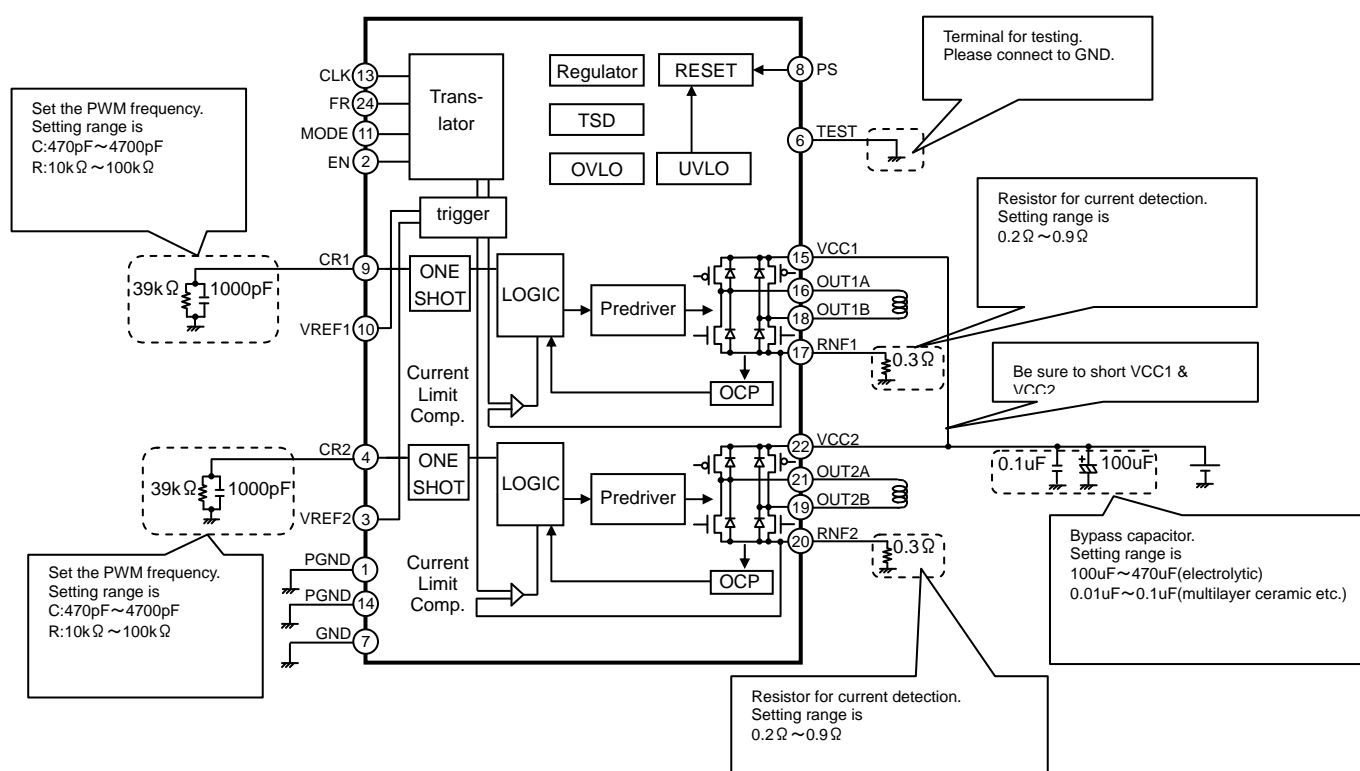 Terminal for testing.
Please connect to GND.
CLK 13
FR 24
MODE 11
EN 2
Trans-
lator
Regulator
RESET
8 PS
TSD
6 TEST
OVLO
UVLO
Set the PWM frequency.
Setting range is
C:470pF～4700pF
R:10kΩ～100kΩ
trigger
Resistor for current detection.
Setting range is
0.2Ω～0.9Ω
CR1
9
39kΩ
1000pF
VREF1 10
ONE
SHOT
LOGIC
Predriver
15 VCC1
16 OUT1A
18 OUT1B
17 RNF1
0.3Ω
OCP
Current
Limit
Comp.
Be sure to short VCC1 &
VCC2
CR2
4
39kΩ
1000pF
VREF2
3
ONE
SHOT
LOGIC
Predriver
22 VCC2
21 OUT2A
19 OUT2B
20 RNF2
0.3Ω
OCP
Current
Limit
Comp.
0.1uF
+
100uF
Bypass capacitor.
Setting range is
100uF～470uF(electrolytic)
0.01uF～0.1uF(multilayer ceramic etc.)
PGND
1
PGND
14
GND
7
Set the PWM frequency.
Setting range is
C:470pF～4700pF
R:10kΩ～100kΩ
Resistor for current detection.
Setting range is
0.2Ω～0.9Ω